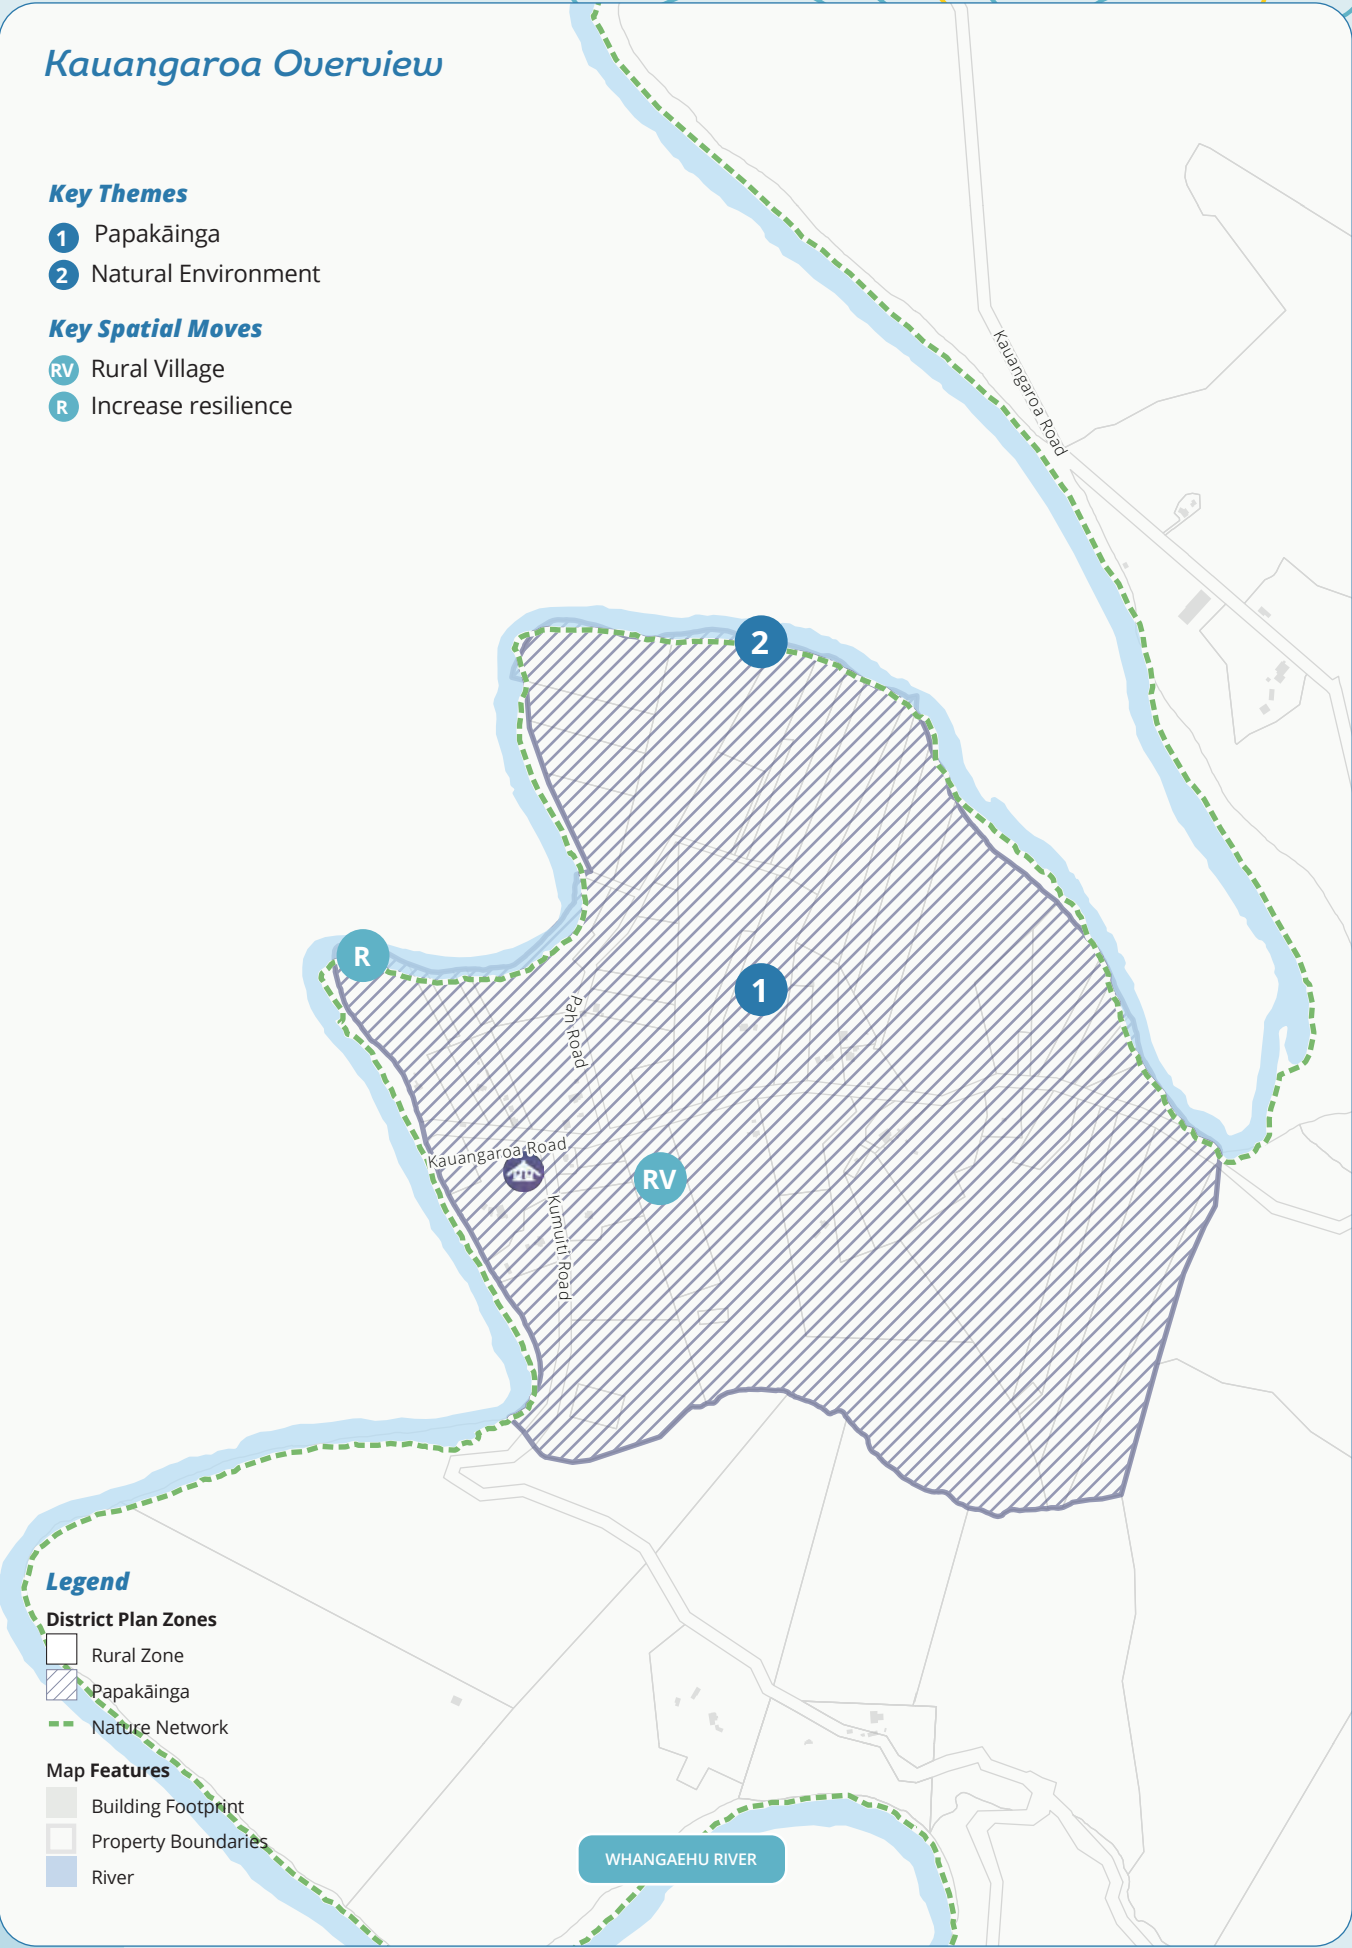 Kauangaroa Overview
Key Themes
1 Papakāinga
2 Natural Environment
Key Spatial Moves
RV Rural Village
R Increase resilience
Kauangaroa Road
2
R
1
Pah Road
Kauangaroa Road
RV
Kumuiti Road
Legend
District Plan Zones
Rural Zone
Papakāinga
Nature Network
Map Features
Building Footprint
Property Boundaries
River
WHANGAEHU RIVER